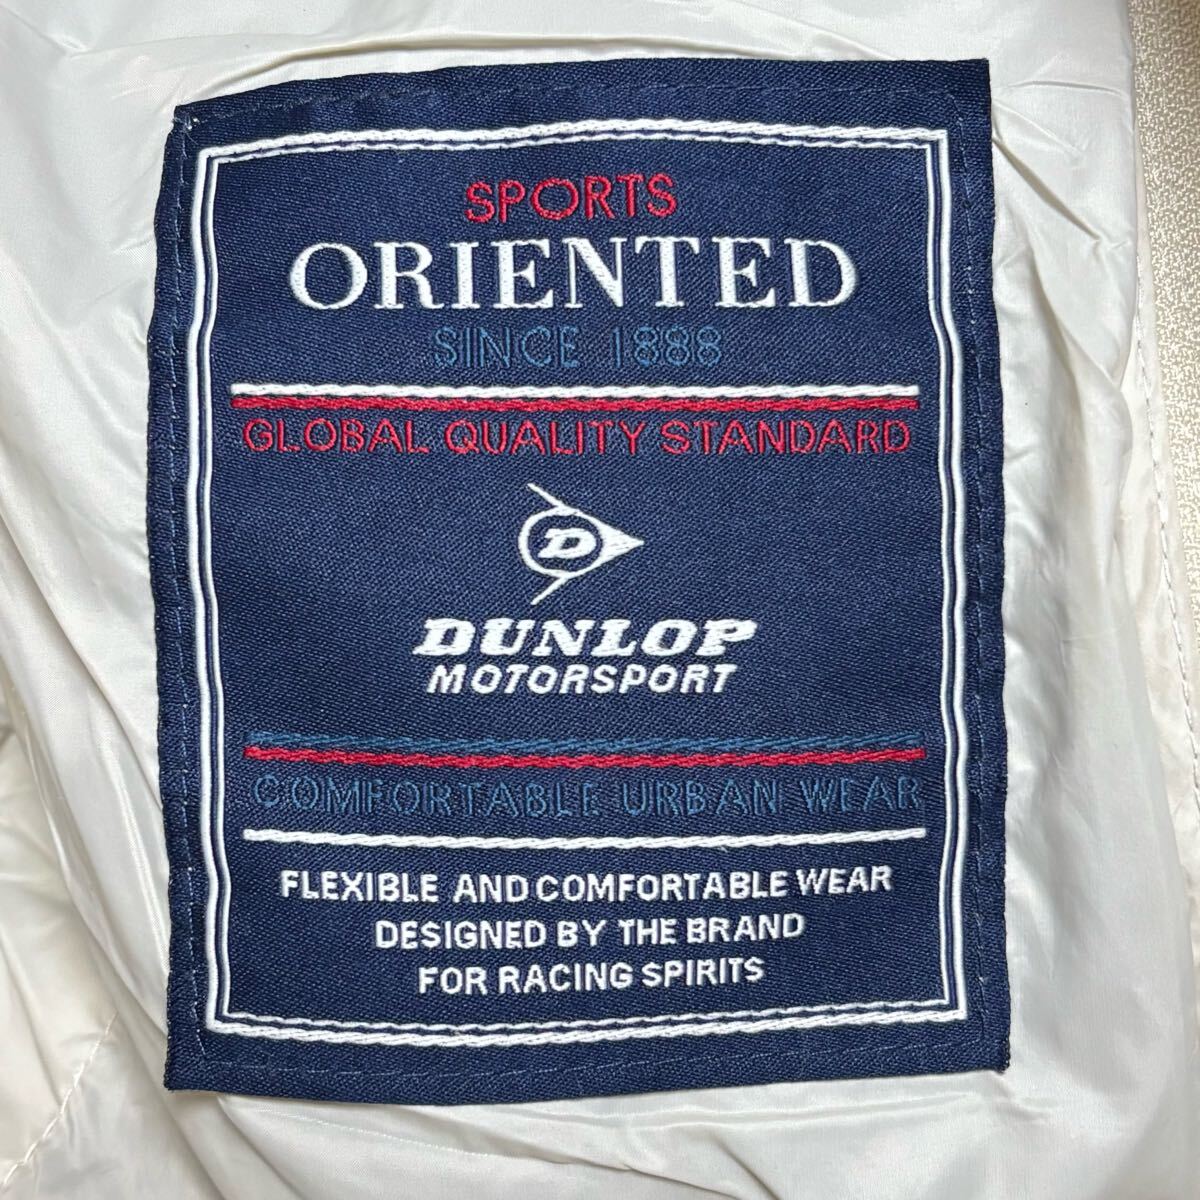 SPORTS
ORIENTED
SINCE 1888
GLOBAL QUALITY STANDARD
D
DUNLOP
MOTORSPORT
COMFORTABLE URBAN WEAR
FLEXIBLE AND COMFORTABLE WEAR
DESIGNED BY THE BRAND
FOR RACING SPIRITS